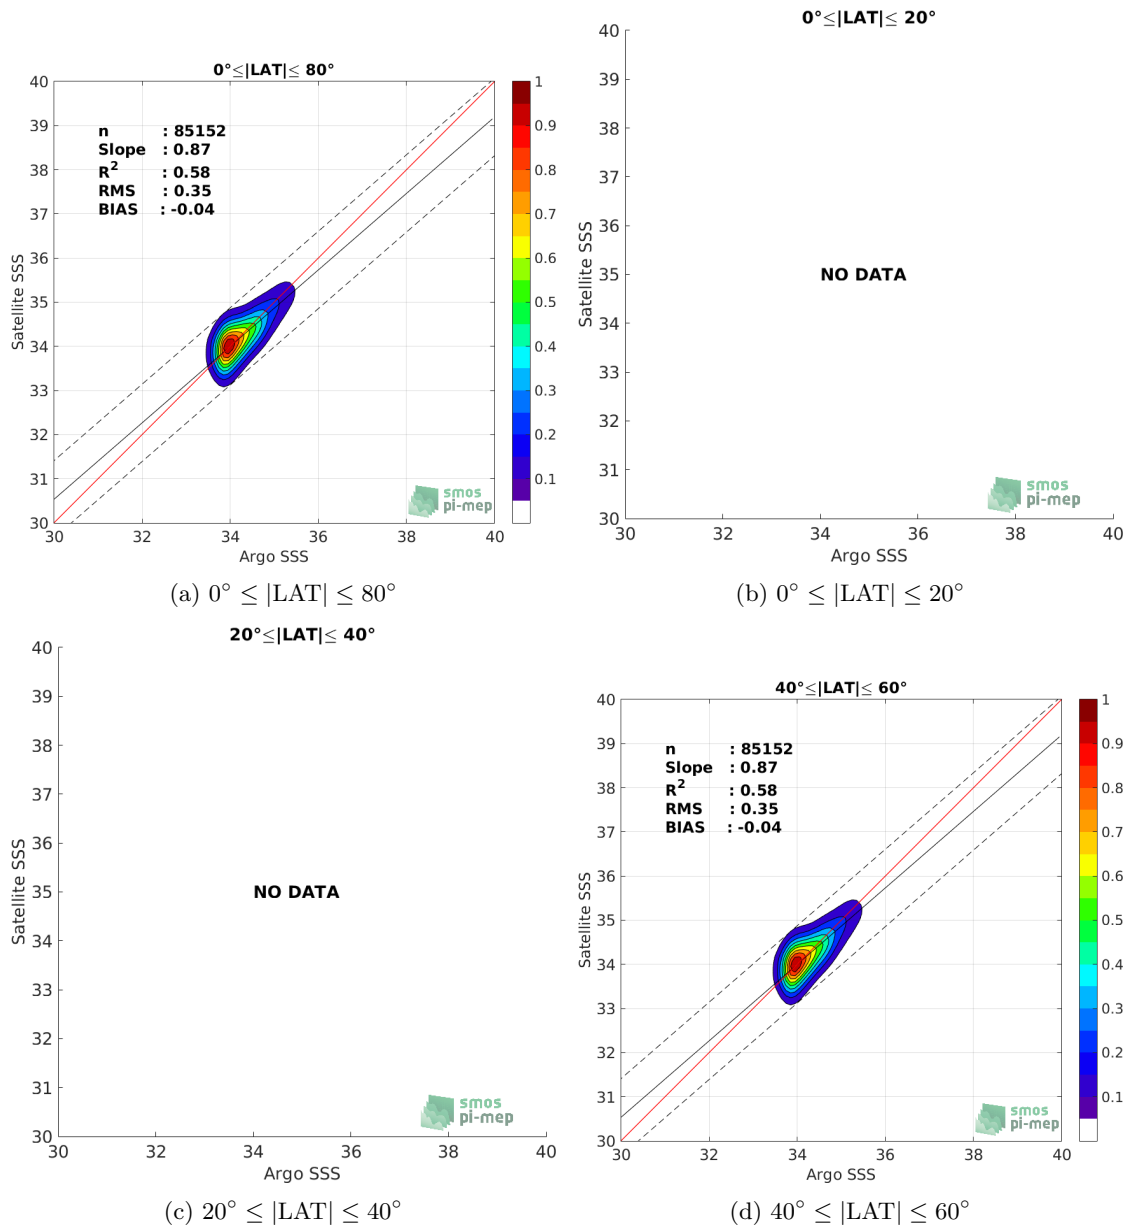 0°≤|LAT|≤ 80°
40
39
38
37
36
35
34
33
32
31
30
Satellite SSS
n : 85152
Slope : 0.87
R² : 0.58
RMS : 0.35
BIAS : -0.04
smos
pi-mep
30 32 34 36 38 40
Argo SSS
1
0.9
0.8
0.7
0.6
0.5
0.4
0.3
0.2
0.1
(a) 0° ≤ |LAT| ≤ 80°
0°≤|LAT|≤ 20°
40
39
38
37
36
35
34
33
32
31
30
Satellite SSS
NO DATA
smos
pi-mep
30 32 34 36 38 40
Argo SSS
(b) 0° ≤ |LAT| ≤ 20°
20°≤|LAT|≤ 40°
40
39
38
37
36
35
34
33
32
31
30
Satellite SSS
NO DATA
smos
pi-mep
30 32 34 36 38 40
Argo SSS
(c) 20° ≤ |LAT| ≤ 40°
40°≤|LAT|≤ 60°
40
39
38
37
36
35
34
33
32
31
30
Satellite SSS
n : 85152
Slope : 0.87
R² : 0.58
RMS : 0.35
BIAS : -0.04
smos
pi-mep
30 32 34 36 38 40
Argo SSS
1
0.9
0.8
0.7
0.6
0.5
0.4
0.3
0.2
0.1
(d) 40° ≤ |LAT| ≤ 60°